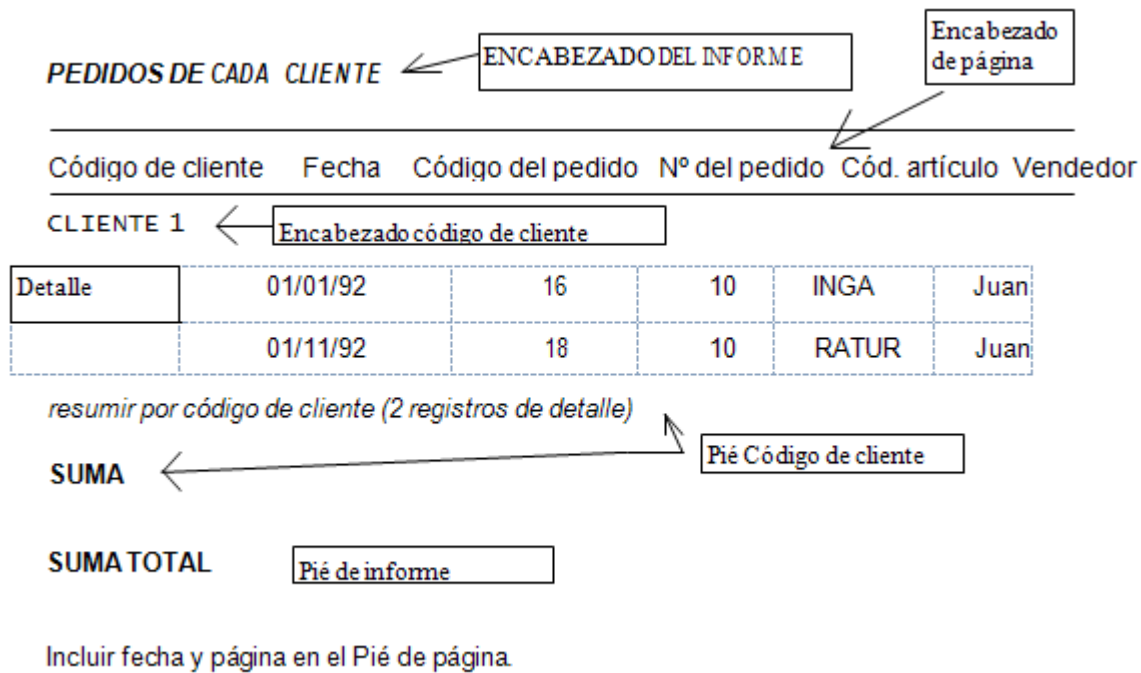 Encabezado
de página
ENCABEZADO DEL INFORME
PEDIDOS DE CADA CLIENTE
Código de cliente Fecha Código del pedido Nº del pedido Cód. artículo Vendedor
CLIENTE 1
Encabezado código de cliente
Detalle 01/01/92 16 10 INGA Juan
01/11/92 18 10 RATUR Juan
resumir por código de cliente (2 registros de detalle)
Pié Código de cliente
SUMA
SUMA TOTAL
Pié de informe
Incluir fecha y página en el Pié de página.